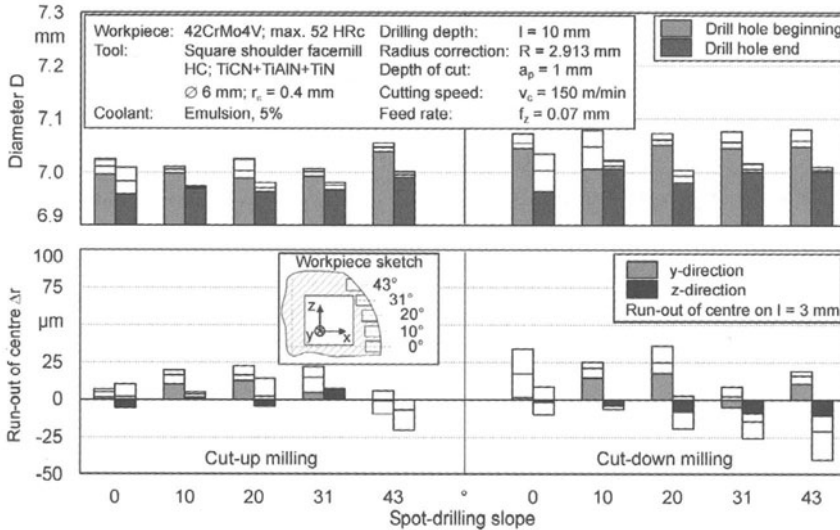 7.3
mm
7.2
7.1
7.0
6.9
Diameter D
Workpiece: 42CrMo4V; max. 52 HRc Drilling depth: l = 10 mm
Tool: Square shoulder facemill Radius correction: R = 2.913 mm
HC; TiCN+TiAlN+TiN Depth of cut: aₚ = 1 mm
Ø 6 mm; rε = 0.4 mm Cutting speed: v꜀ = 150 m/min
Coolant: Emulsion, 5% Feed rate: f_z = 0.07 mm
Drill hole beginning
Drill hole end
100
75
µm
25
0
-25
-50
Run-out of centre Δr
Workpiece sketch
43°
31°
20°
10°
0°
z
y
x
y-direction
z-direction
Run-out of centre on l = 3 mm
Cut-up milling
Cut-down milling
0 10 20 31 43 ° 0 10 20 31 43
Spot-drilling slope